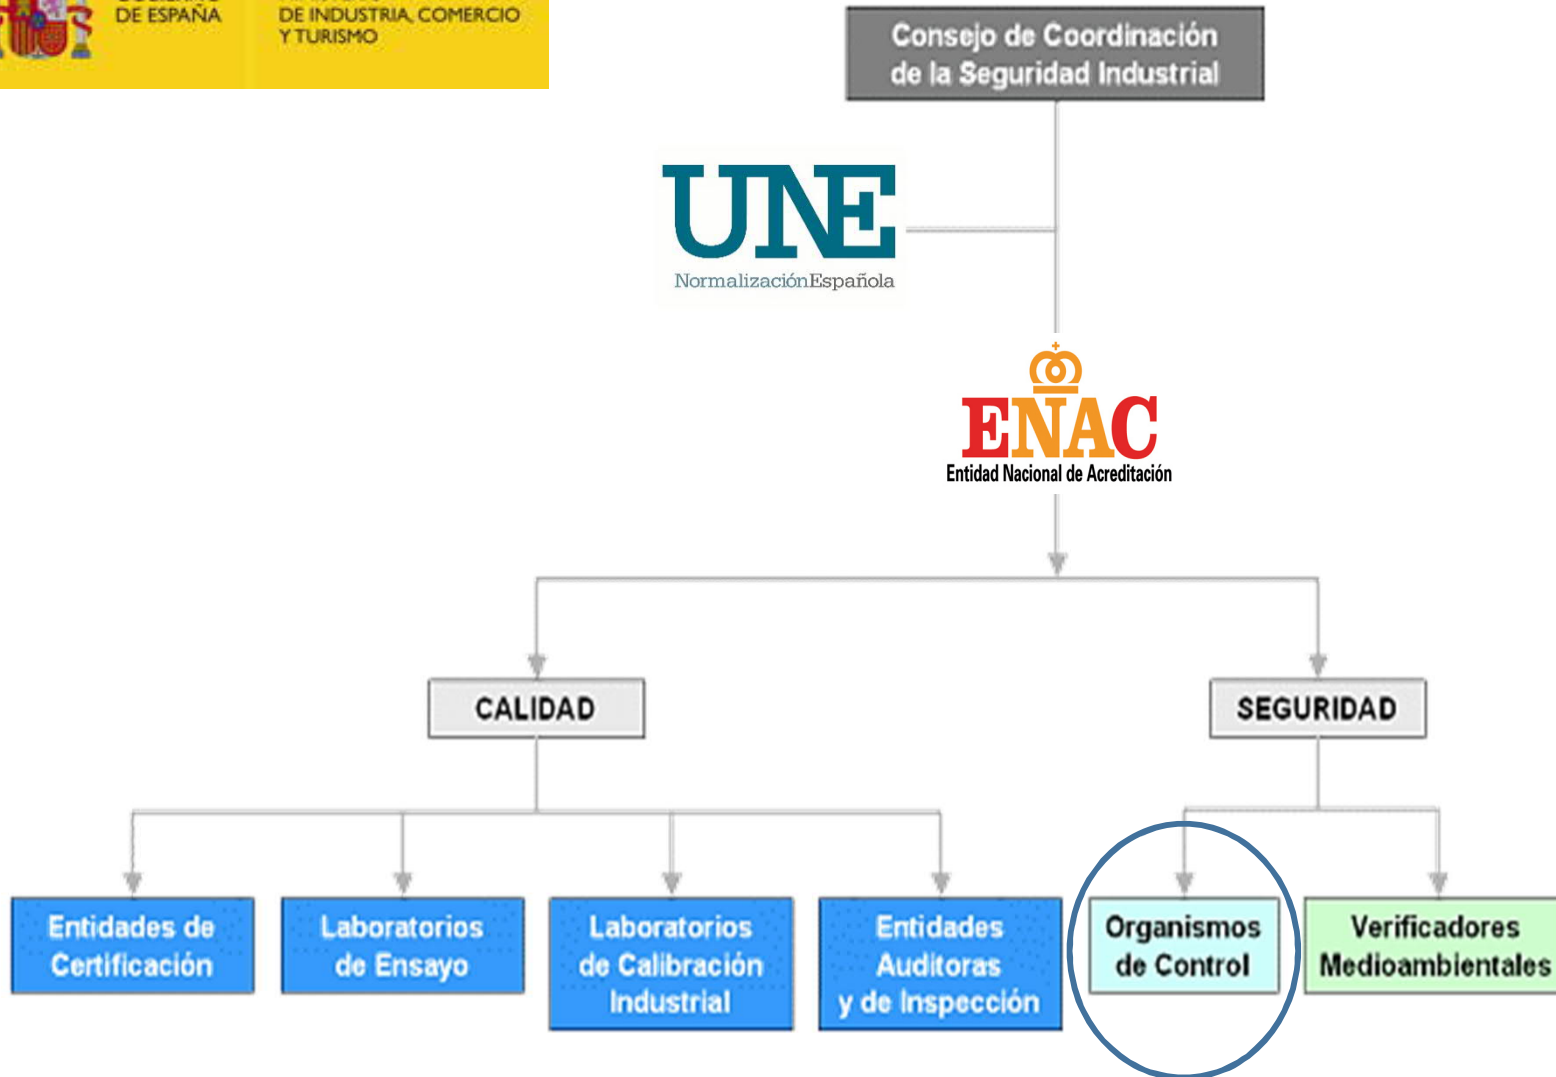 DE ESPAÑA
DE INDUSTRIA, COMERCIO
Y TURISMO
Consejo de Coordinación
de la Seguridad Industrial
UNE
NormalizaciónEspañola
ENAC
Entidad Nacional de Acreditación
CALIDAD
SEGURIDAD
Entidades de
Certificación
Laboratorios
de Ensayo
Laboratorios
de Calibración
Industrial
Entidades
Auditoras
y de Inspección
Organismos
de Control
Verificadores
Medioambientales